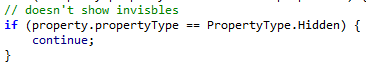 // doesn't show invisbles
if (property.propertyType == PropertyType.Hidden) {
    continue;
}